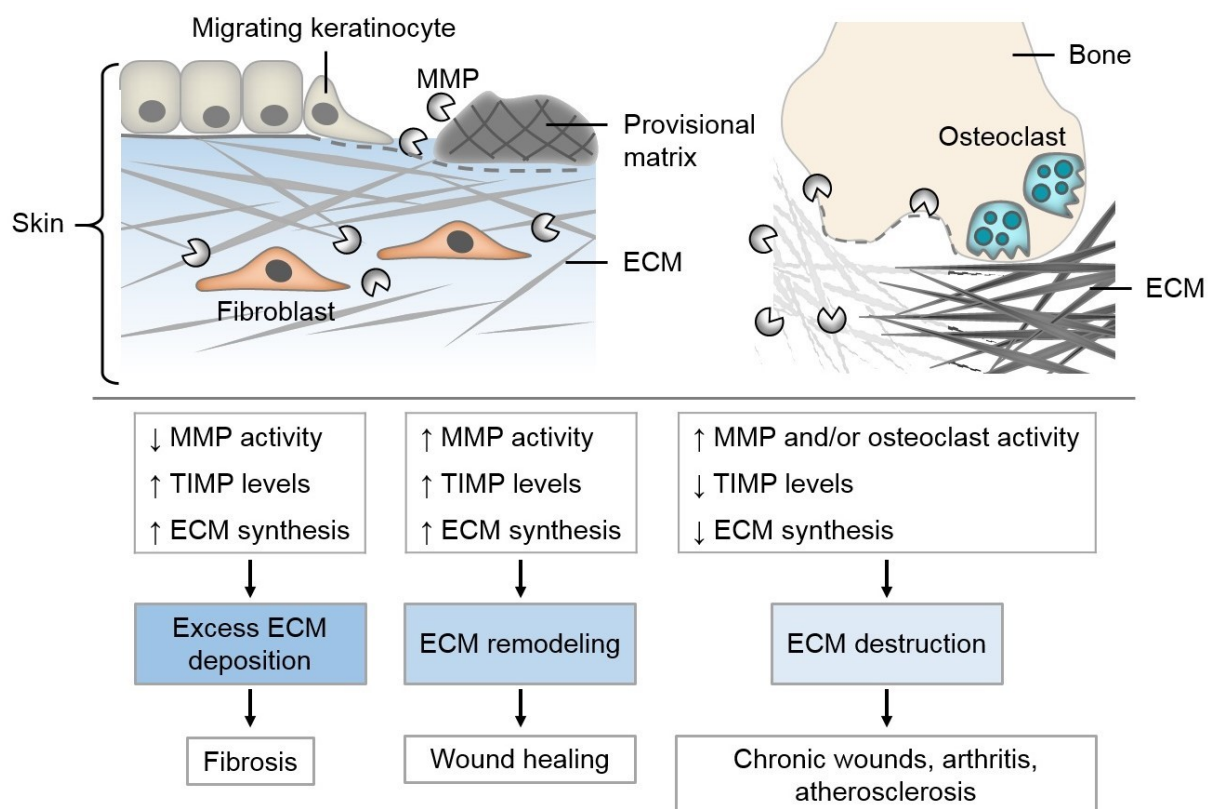 Migrating keratinocyte
MMP
Provisional
matrix
Skin
ECM
Fibroblast
Bone
Osteoclast
ECM
↓ MMP activity
↑ TIMP levels
↑ ECM synthesis
↑ MMP activity
↑ TIMP levels
↑ ECM synthesis
↑ MMP and/or osteoclast activity
↓ TIMP levels
↓ ECM synthesis
Excess ECM
deposition
ECM remodeling
ECM destruction
Fibrosis
Wound healing
Chronic wounds, arthritis,
atherosclerosis